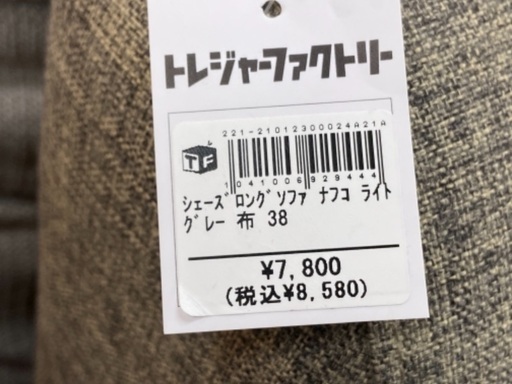 トレジャーファクトリー
221-21012300024A21A
TF
1041006929444
ｼｪｰｽﾞﾛﾝｸﾞｿﾌｧ ﾅﾌｺ ﾗｲﾄ
ｸﾞﾚｰ 布 38
¥7,800
(税込¥8,580)